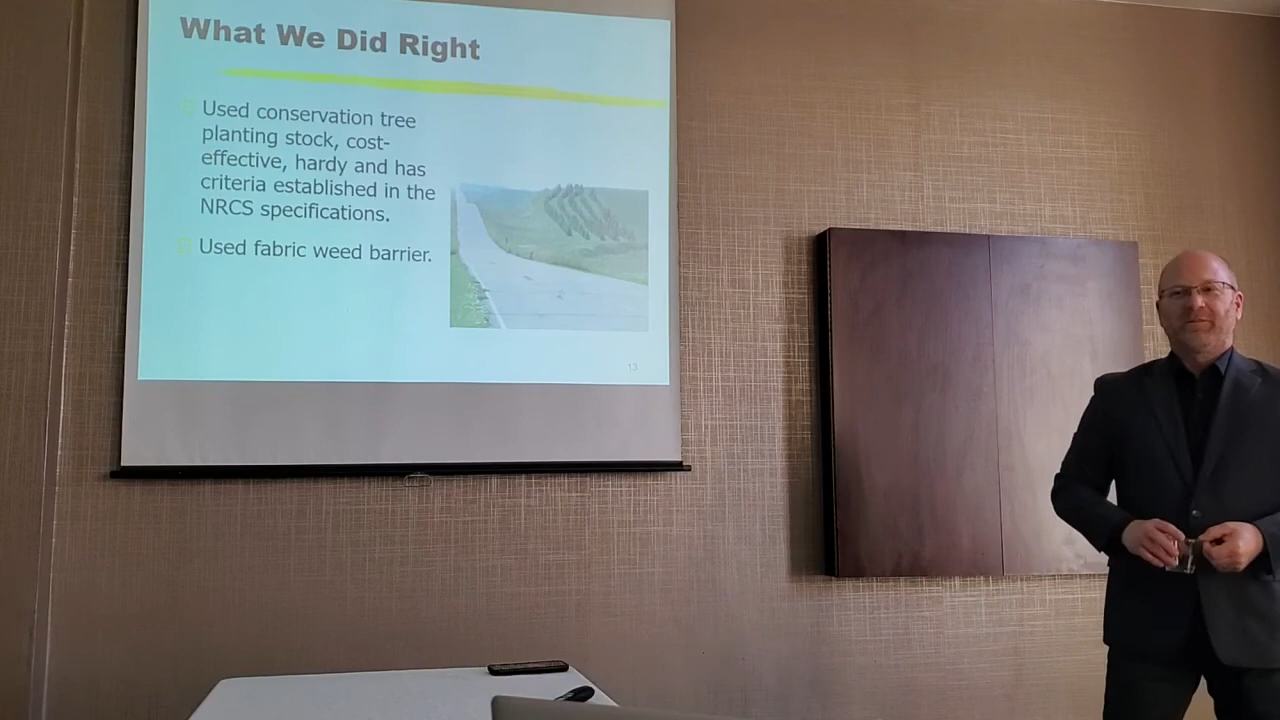 What We Did Right
Used conservation tree
planting stock, cost-
effective, hardy and has
criteria established in the
NRCS specifications.
Used fabric weed barrier.
13